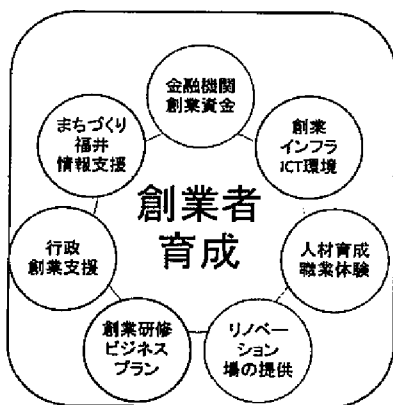 金融機関
創業資金
まちづくり
福井
情報支援
創業
インフラ
ICT環境
創業者
育成
行政
創業支援
人材育成
職業体験
創業研修
ビジネス
プラン
リノベー
ション
場の提供